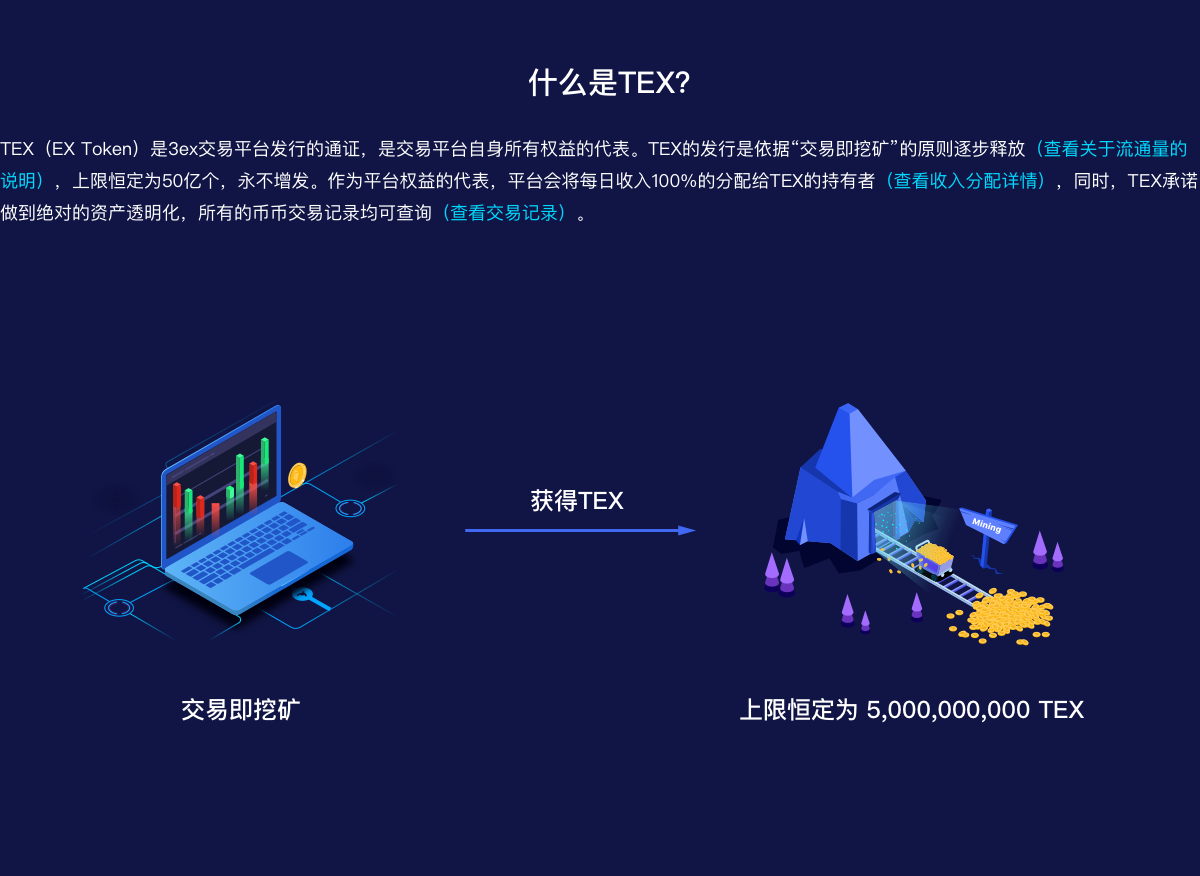 什么是TEX?
TEX（EX Token）是3ex交易平台发行的通证，是交易平台自身所有权益的代表。TEX的发行是依据“交易即挖矿”的原则逐步释放（查看关于流通量的
说明），上限恒定为50亿个，永不增发。作为平台权益的代表，平台会将每日收入100%的分配给TEX的持有者（查看收入分配详情），同时，TEX承诺
做到绝对的资产透明化，所有的币币交易记录均可查询（查看交易记录）。
获得TEX
Mining
交易即挖矿
上限恒定为 5,000,000,000 TEX